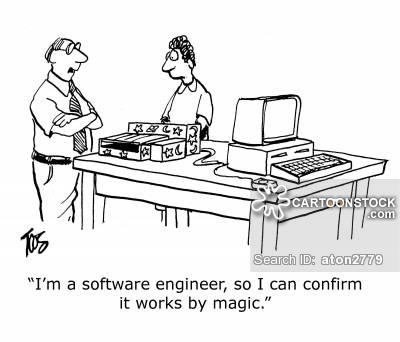 TOS
CARTOONSTOCK
.com
Search ID: aton2779
“I’m a software engineer, so I can confirm
it works by magic.”